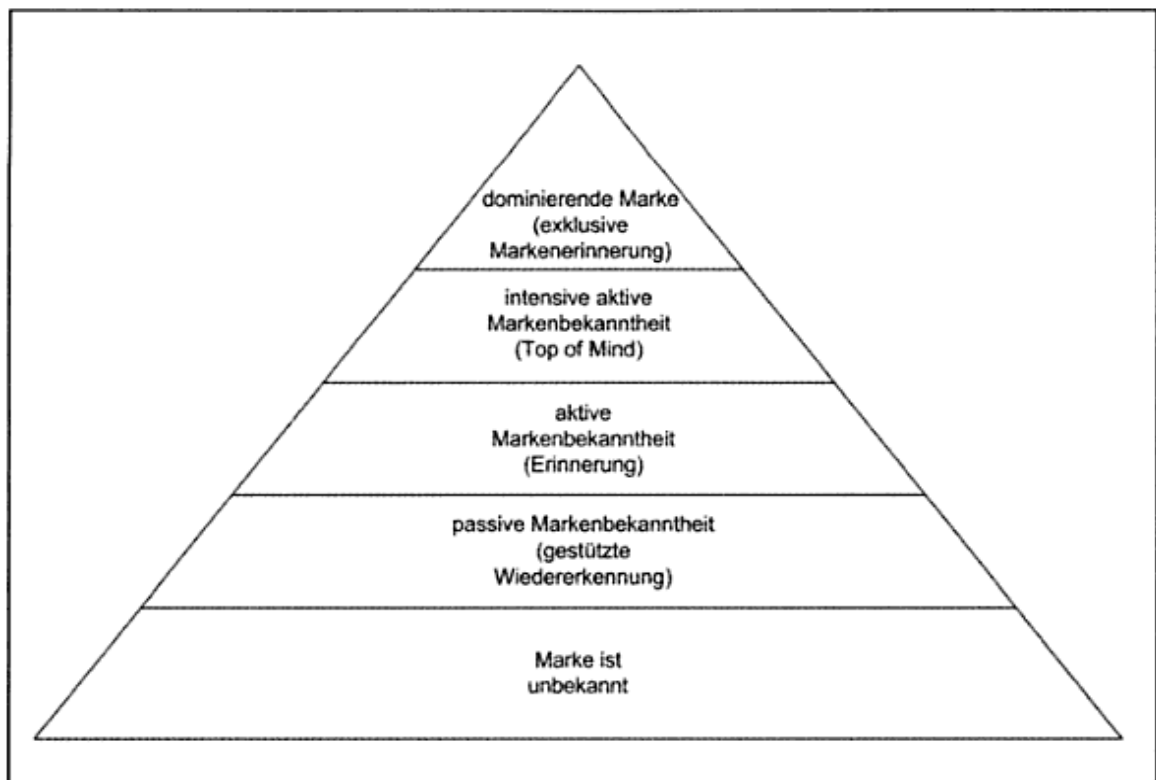 dominierende Marke
(exklusive
Markenerinnerung)
intensive aktive
Markenbekanntheit
(Top of Mind)
aktive
Markenbekanntheit
(Erinnerung)
passive Markenbekanntheit
(gestützte
Wiedererkennung)
Marke ist
unbekannt